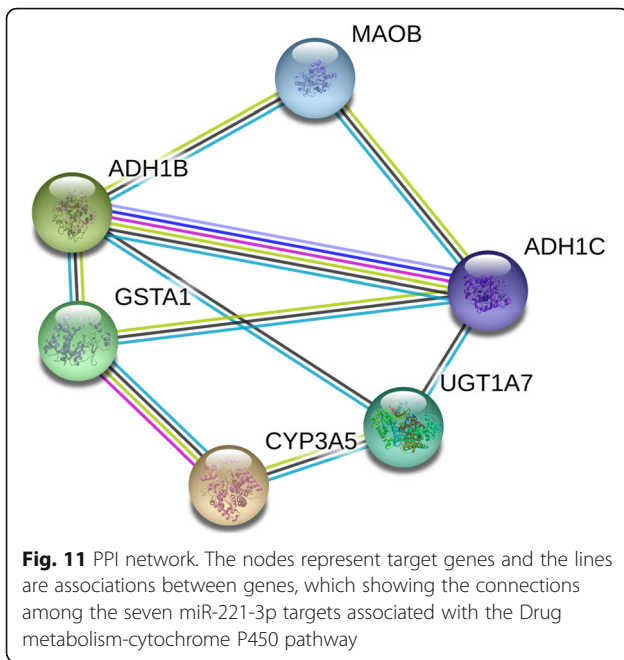 MAOB
ADH1B
ADH1C
GSTA1
UGT1A7
CYP3A5
Fig. 11 PPI network. The nodes represent target genes and the lines
are associations between genes, which showing the connections
among the seven miR-221-3p targets associated with the Drug
metabolism-cytochrome P450 pathway